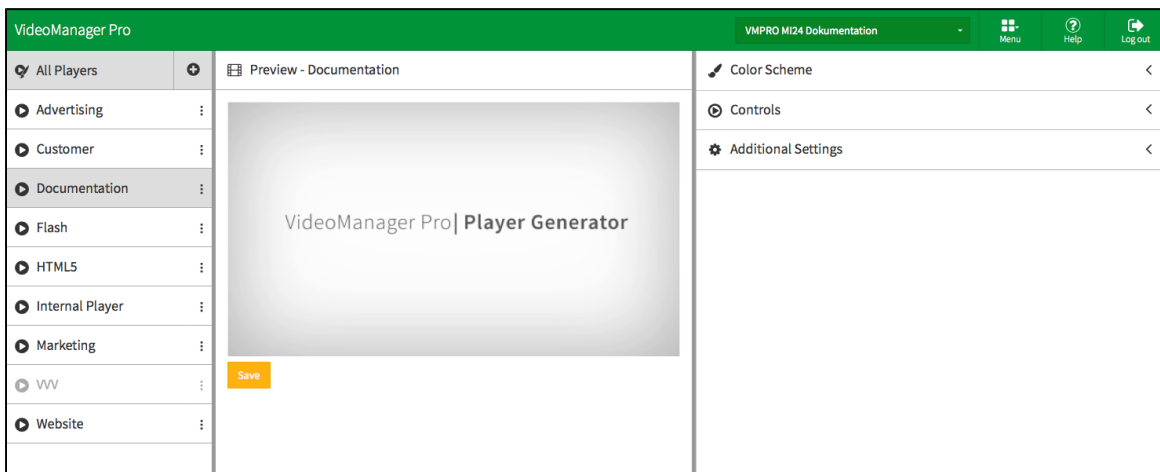 VideoManager Pro
VMPRO MI24 Dokumentation
Menu
Help
Log out
All Players
Advertising
Customer
Documentation
Flash
HTML5
Internal Player
Marketing
VVV
Website
Preview - Documentation
VideoManager Pro| Player Generator
Save
Color Scheme
Controls
Additional Settings